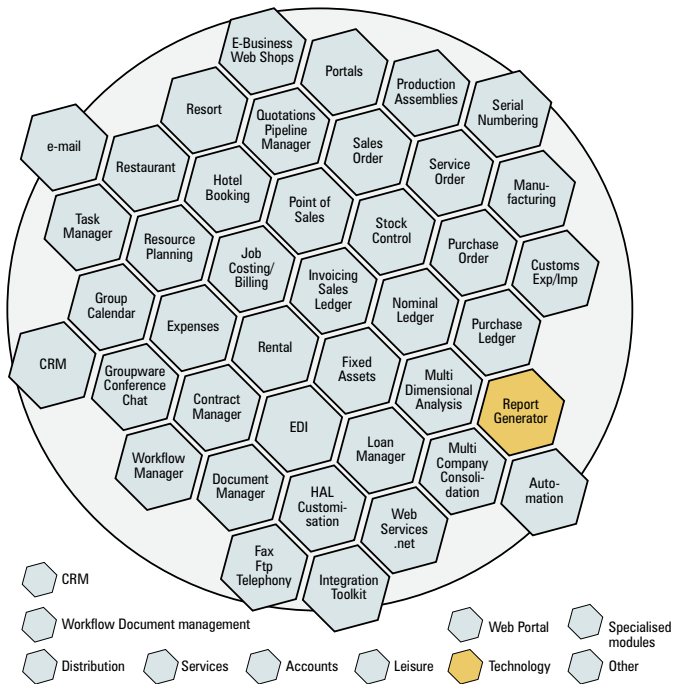 E-Business
Web Shops
Portals
Production
Assemblies
Serial
Numbering
Resort
Quotations
Pipeline
Manager
Sales
Order
Service
Order
Manu-
facturing
e-mail
Restaurant
Hotel
Booking
Point of
Sales
Stock
Control
Purchase
Order
Customs
Exp/Imp
Task
Manager
Resource
Planning
Job
Costing/
Billing
Invoicing
Sales
Ledger
Nominal
Ledger
Purchase
Ledger
Group
Calendar
Expenses
Rental
Fixed
Assets
Multi
Dimensional
Analysis
Report
Generator
CRM
Groupware
Conference
Chat
Contract
Manager
EDI
Loan
Manager
Multi
Company
Consoli-
dation
Auto-
mation
Workflow
Manager
Document
Manager
HAL
Customi-
sation
Web
Services
.net
Fax
Ftp
Telephony
Integration
Toolkit
CRM
Workflow Document management
Web Portal
Specialised
modules
Distribution
Services
Accounts
Leisure
Technology
Other